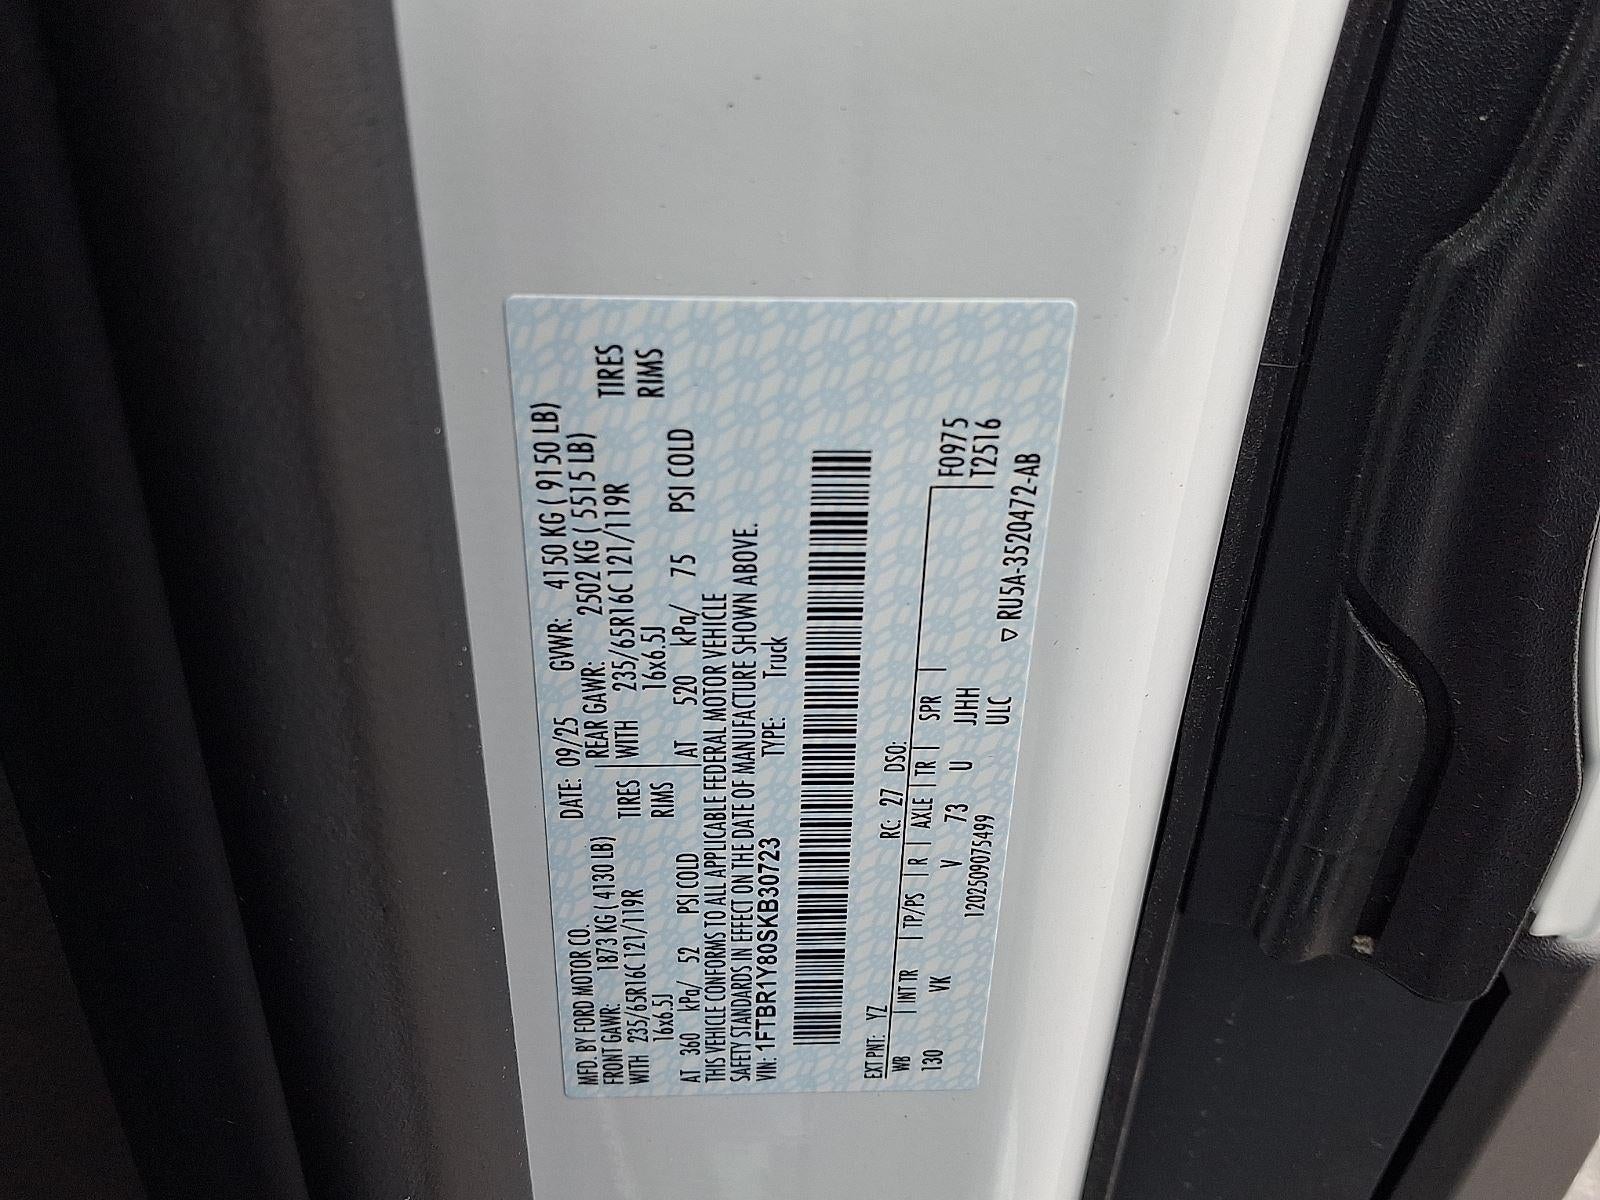 MFD. BY FORD MOTOR CO. DATE: 09/25 GVWR: 4150 KG ( 9150 LB)
FRONT GAWR: 1873 KG ( 4130 LB) REAR GAWR: 2502 KG ( 5515 LB)
WITH 235/65R16C 121/119R TIRES WITH 235/65R16C 121/119R TIRES
16x6.5J RIMS 16x6.5J RIMS
AT 360 kPa/ 52 PSI COLD AT 520 kPa/ 75 PSI COLD
THIS VEHICLE CONFORMS TO ALL APPLICABLE FEDERAL MOTOR VEHICLE
SAFETY STANDARDS IN EFFECT ON THE DATE OF MANUFACTURE SHOWN ABOVE.
VIN: 1FTBR1Y80SKB30723 TYPE: Truck
EXT PNT: YZ RC: 27 DSO:
WB INT TR TP/PS R AXLE TR SPR F0975
130 VK V 73 U JJHH T2516
1202509075499 ULC
▽ RU5A-3520472-AB